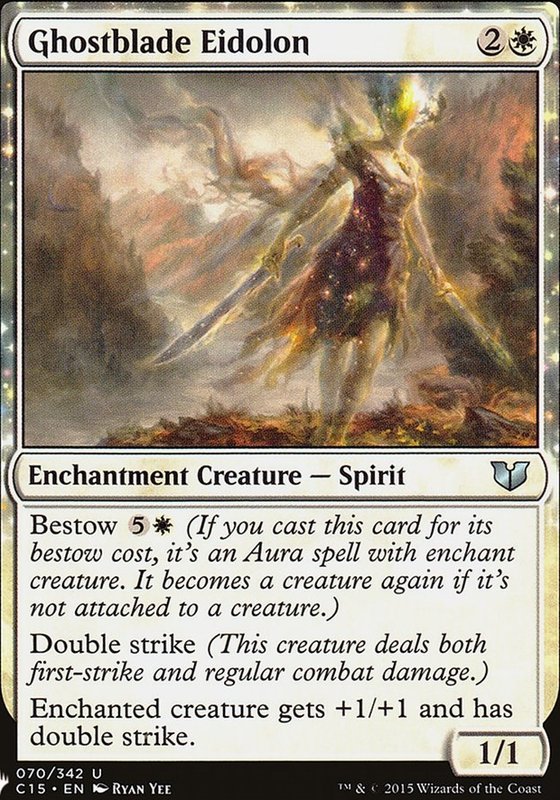 Ghostblade Eidolon 2
Enchantment Creature — Spirit
Bestow 5 (If you cast this card for its
bestow cost, it's an Aura spell with enchant
creature. It becomes a creature again if it's
not attached to a creature.)
Double strike (This creature deals both
first-strike and regular combat damage.)
Enchanted creature gets +1/+1 and has
double strike.
1/1
070/342 U
C15 • EN Ryan Yee
™ & © 2015 Wizards of the Coast